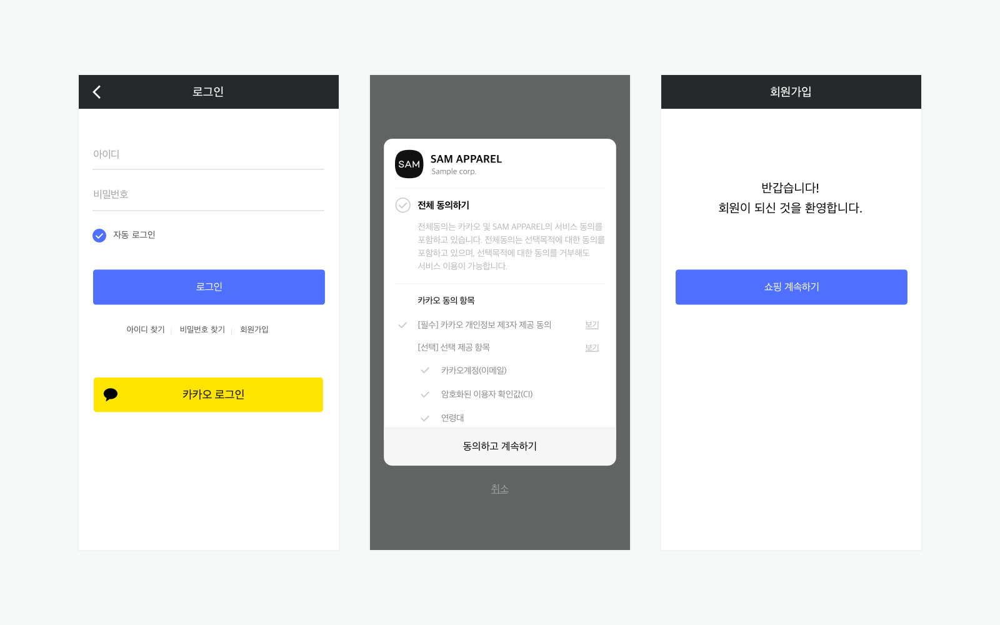 로그인
아이디
비밀번호
자동 로그인
로그인
아이디 찾기 | 비밀번호 찾기 | 회원가입
카카오 로그인
SAM
SAM APPAREL
Sample corp.
전체 동의하기
전체동의는 카카오 및 SAM APPAREL의 서비스 동의를
포함하고 있습니다. 전체동의는 선택목적에 대한 동의를
포함하고 있으며, 선택목적에 대한 동의를 거부해도
서비스 이용이 가능합니다.
카카오 동의 항목
[필수] 카카오 개인정보 제3자 제공 동의 보기
[선택] 선택 제공 항목 보기
카카오계정(이메일)
암호화된 이용자 확인값(CI)
연령대
동의하고 계속하기
취소
회원가입
반갑습니다!
회원이 되신 것을 환영합니다.
쇼핑 계속하기